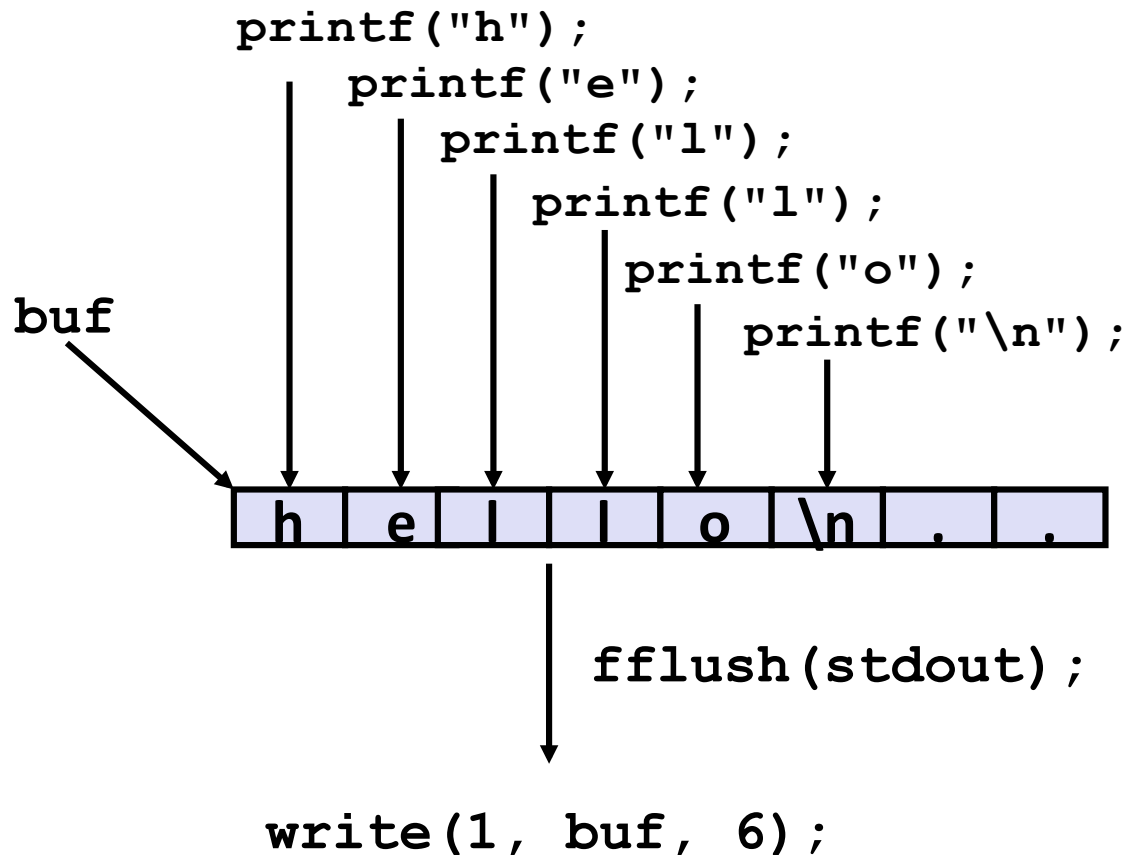 printf("h");
printf("e");
printf("l");
printf("l");
printf("o");
buf
printf("\n");
h e l l o \n . .
fflush(stdout);
write(1, buf, 6);